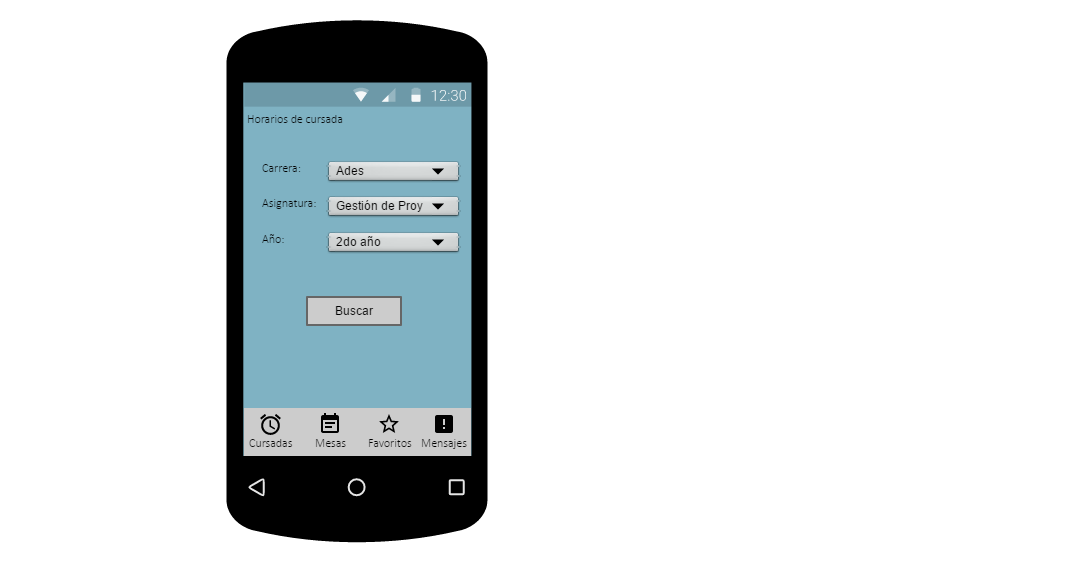 12:30
Horarios de cursada
Carrera: Ades
Asignatura: Gestión de Proy
Año: 2do año
Buscar
Cursadas Mesas Favoritos Mensajes